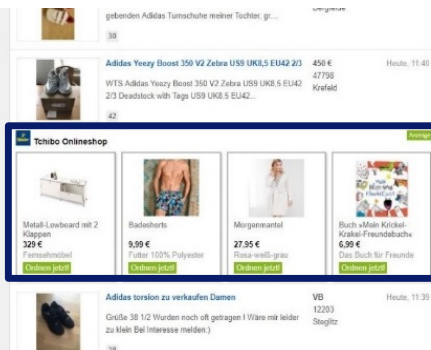 gebenden Adidas Turnschuhe meiner Tochter, gr....
30
Adidas Yeezy Boost 350 V2 Zebra US9 UK8,5 EU42 2/3
450 €
Heute, 11:40
WTS Adidas Yeezy Boost 350 V2 Zebra US9 UK8,5 EU42
2/3 Deadstock with Tags US9 UK8.5 EU42...
47798
Krefeld
42
Tchibo Onlineshop
Anzeige
Metall-Lowboard mit 2
Klappen
329 €
Fernsehmöbel
Ordnen jetzt!
Badeshorts
9,99 €
Futter 100% Polyester
Ordnen jetzt!
Morgenmantel
27,95 €
Rosa-weiß-grau
Ordnen jetzt!
Buch »Mein Krickel-
Krakel-Freundebuch«
6,99 €
Das Buch für Freunde
Ordnen jetzt!
Adidas torsion zu verkaufen Damen
VB
Heute, 11:39
Größe 38 1/2 Wurden noch oft getragen ! Wäre mir leider
zu klein Bei Interesse melden:)
12203
Steglitz